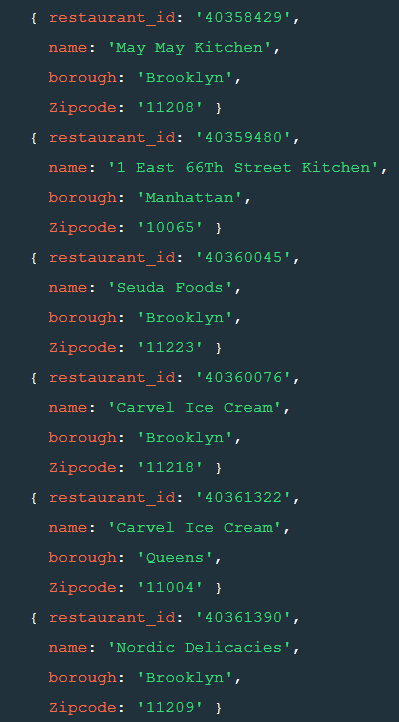 { restaurant_id: '40358429',
name: 'May May Kitchen',
borough: 'Brooklyn',
Zipcode: '11208' }
{ restaurant_id: '40359480',
name: '1 East 66Th Street Kitchen',
borough: 'Manhattan',
Zipcode: '10065' }
{ restaurant_id: '40360045',
name: 'Seuda Foods',
borough: 'Brooklyn',
Zipcode: '11223' }
{ restaurant_id: '40360076',
name: 'Carvel Ice Cream',
borough: 'Brooklyn',
Zipcode: '11218' }
{ restaurant_id: '40361322',
name: 'Carvel Ice Cream',
borough: 'Queens',
Zipcode: '11004' }
{ restaurant_id: '40361390',
name: 'Nordic Delicacies',
borough: 'Brooklyn',
Zipcode: '11209' }